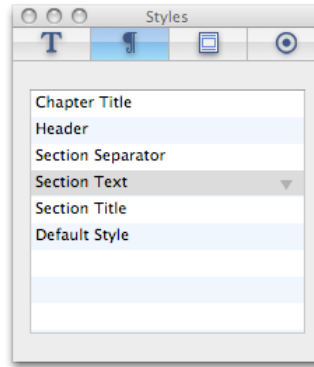 Styles
T ¶
Chapter Title
Header
Section Separator
Section Text
Section Title
Default Style